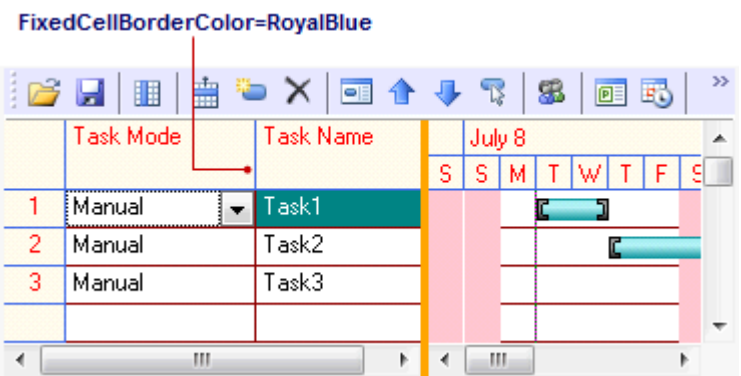 FixedCellBorderColor=RoyalBlue
Task Mode Task Name July 8
S S M T W T F S
1 Manual Task1
2 Manual Task2
3 Manual Task3